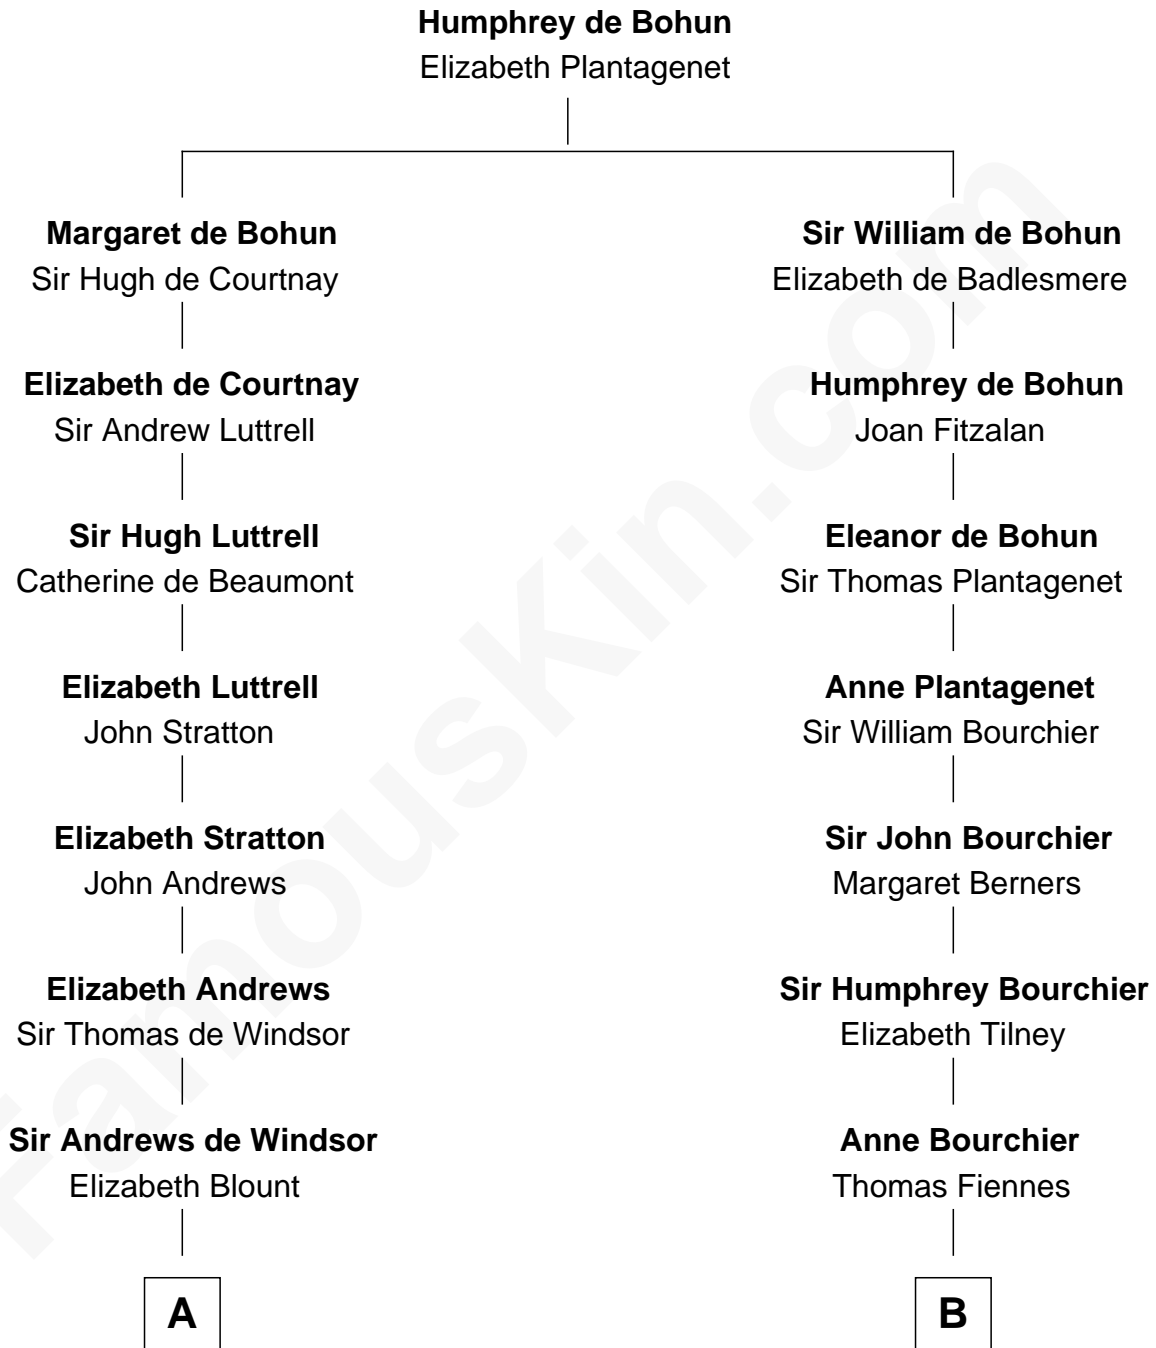 Humphrey de Bohun
Elizabeth Plantagenet
Margaret de Bohun
Sir Hugh de Courtnay
Elizabeth de Courtnay
Sir Andrew Luttrell
Sir Hugh Luttrell
Catherine de Beaumont
Elizabeth Luttrell
John Stratton
Elizabeth Stratton
John Andrews
Elizabeth Andrews
Sir Thomas de Windsor
Sir Andrews de Windsor
Elizabeth Blount
A
Sir William de Bohun
Elizabeth de Badlesmere
Humphrey de Bohun
Joan Fitzalan
Eleanor de Bohun
Sir Thomas Plantagenet
Anne Plantagenet
Sir William Bourchier
Sir John Bourchier
Margaret Berners
Sir Humphrey Bourchier
Elizabeth Tilney
Anne Bourchier
Thomas Fiennes
B
FamousKin.com